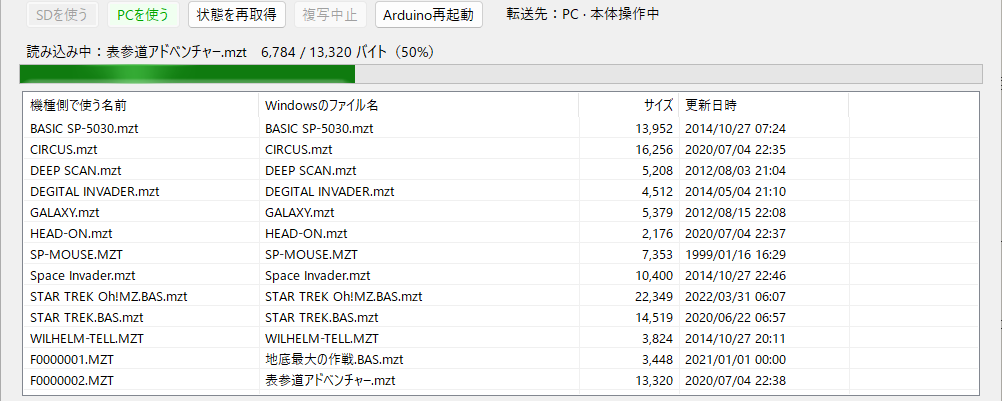 SDを使う PCを使う 状態を再取得 複写中止 Arduino再起動 転送先：PC · 本体操作中
読み込み中：表参道アドベンチャー.mzt 6,784 / 13,320 バイト（50%）
機種側で使う名前 Windowsのファイル名 サイズ 更新日時
BASIC SP-5030.mzt BASIC SP-5030.mzt 13,952 2014/10/27 07:24
CIRCUS.mzt CIRCUS.mzt 16,256 2020/07/04 22:35
DEEP SCAN.mzt DEEP SCAN.mzt 5,208 2012/08/03 21:04
DEGITAL INVADER.mzt DEGITAL INVADER.mzt 4,512 2014/05/04 21:10
GALAXY.mzt GALAXY.mzt 5,379 2012/08/15 22:08
HEAD-ON.mzt HEAD-ON.mzt 2,176 2020/07/04 22:37
SP-MOUSE.MZT SP-MOUSE.MZT 7,353 1999/01/16 16:29
Space Invader.mzt Space Invader.mzt 10,400 2014/10/27 22:46
STAR TREK Oh!MZ.BAS.mzt STAR TREK Oh!MZ.BAS.mzt 22,349 2022/03/31 06:07
STAR TREK.BAS.mzt STAR TREK.BAS.mzt 14,519 2020/06/22 06:57
WILHELM-TELL.MZT WILHELM-TELL.MZT 3,824 2014/10/27 20:11
F0000001.MZT 地底最大の作戦.BAS.mzt 3,448 2021/01/01 00:00
F0000002.MZT 表参道アドベンチャー.mzt 13,320 2020/07/04 22:38